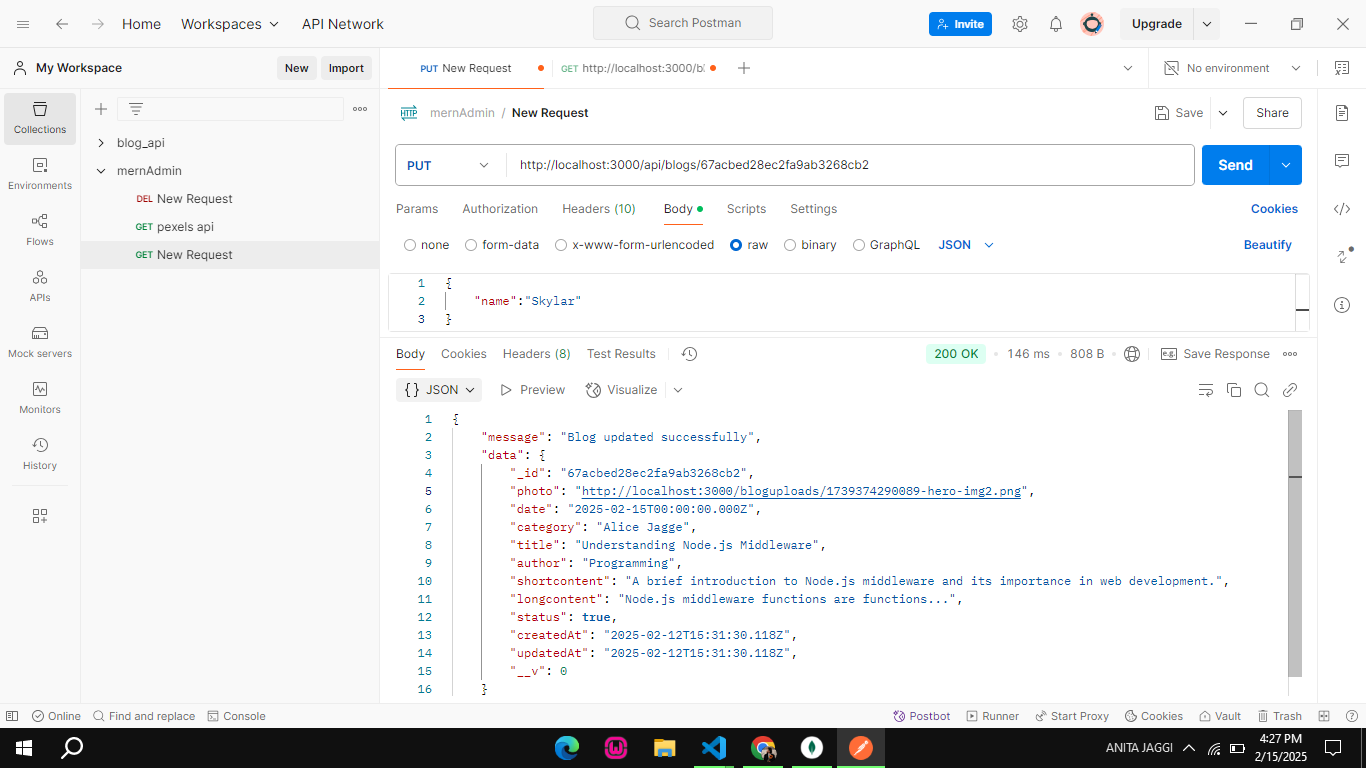 Home Workspaces API Network Search Postman Invite Upgrade
My Workspace New Import PUT New Request GET http://localhost:3000/bl No environment
Collections
Environments
Flows
APIs
Mock servers
Monitors
History
blog_api
mernAdmin
DEL New Request
GET pexels api
GET New Request
HTTP mernAdmin / New Request Save Share
PUT http://localhost:3000/api/blogs/67acbed28ec2fa9ab3268cb2 Send
Params Authorization Headers (10) Body Scripts Settings Cookies
none form-data x-www-form-urlencoded raw binary GraphQL JSON Beautify
1 {
2 "name":"Skylar"
3 }
Body Cookies Headers (8) Test Results 200 OK • 146 ms • 808 B • e.g. Save Response
{} JSON Preview Visualize
1 {
2 "message": "Blog updated successfully",
3 "data": {
4 "_id": "67acbed28ec2fa9ab3268cb2",
5 "photo": "http://localhost:3000/bloguploads/1739374290089-hero-img2.png",
6 "date": "2025-02-15T00:00:00.000Z",
7 "category": "Alice Jagge",
8 "title": "Understanding Node.js Middleware",
9 "author": "Programming",
10 "shortcontent": "A brief introduction to Node.js middleware and its importance in web development.",
11 "longcontent": "Node.js middleware functions are functions...",
12 "status": true,
13 "createdAt": "2025-02-12T15:31:30.118Z",
14 "updatedAt": "2025-02-12T15:31:30.118Z",
15 "__v": 0
16 }
Online Find and replace Console Postbot Runner Start Proxy Cookies Vault Trash
ANITA JAGGI 4:27 PM
2/15/2025